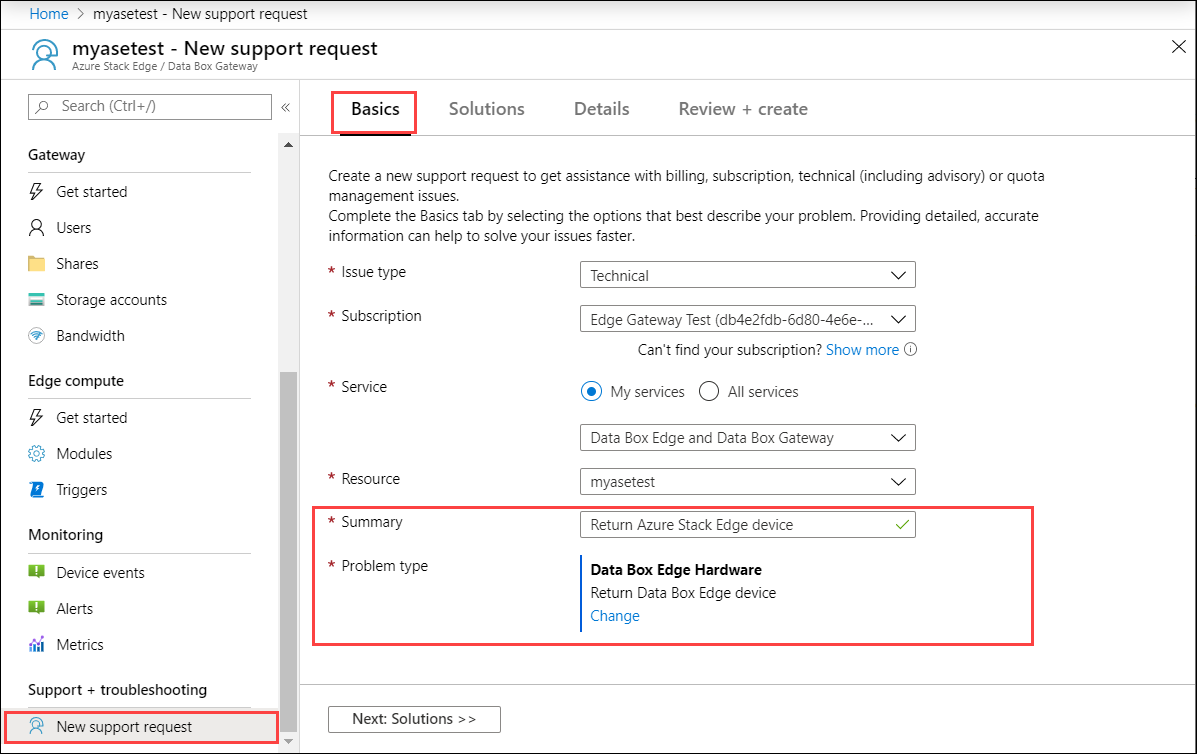 Home > myasetest - New support request
myasetest - New support request
Azure Stack Edge / Data Box Gateway
Search (Ctrl+/)
«
Gateway
Get started
Users
Shares
Storage accounts
Bandwidth
Edge compute
Get started
Modules
Triggers
Monitoring
Device events
Alerts
Metrics
Support + troubleshooting
New support request
Basics Solutions Details Review + create
Create a new support request to get assistance with billing, subscription, technical (including advisory) or quota
management issues.
Complete the Basics tab by selecting the options that best describe your problem. Providing detailed, accurate
information can help to solve your issues faster.
* Issue type Technical
* Subscription Edge Gateway Test (db4e2fdb-6d80-4e6e-...
Can't find your subscription? Show more
* Service My services All services
Data Box Edge and Data Box Gateway
* Resource myasetest
* Summary Return Azure Stack Edge device
* Problem type Data Box Edge Hardware
Return Data Box Edge device
Change
Next: Solutions >>